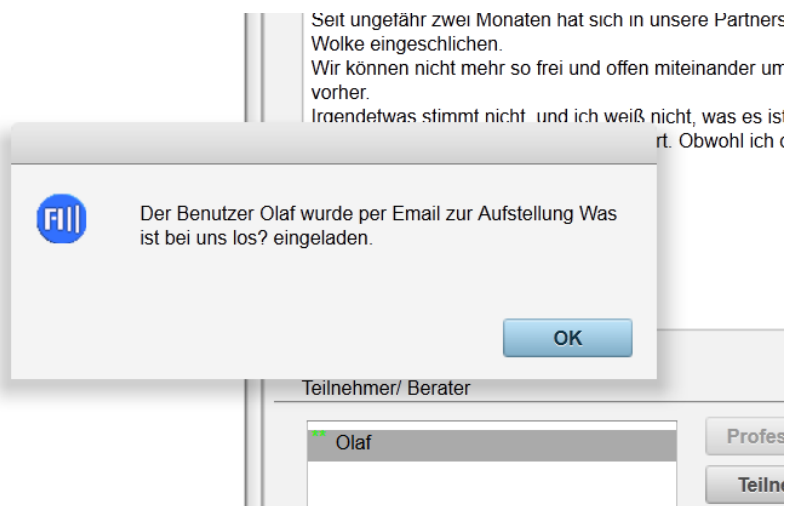 Seit ungefähr zwei Monaten hat sich in unsere Partners
Wolke eingeschlichen.
Wir können nicht mehr so frei und offen miteinander um
vorher.
Irgendetwas stimmt nicht, und ich weiß nicht, was es ist
rt. Obwohl ich
Fill
Der Benutzer Olaf wurde per Email zur Aufstellung Was
ist bei uns los? eingeladen.
OK
Teilnehmer/ Berater
Olaf
Profes
Teilne